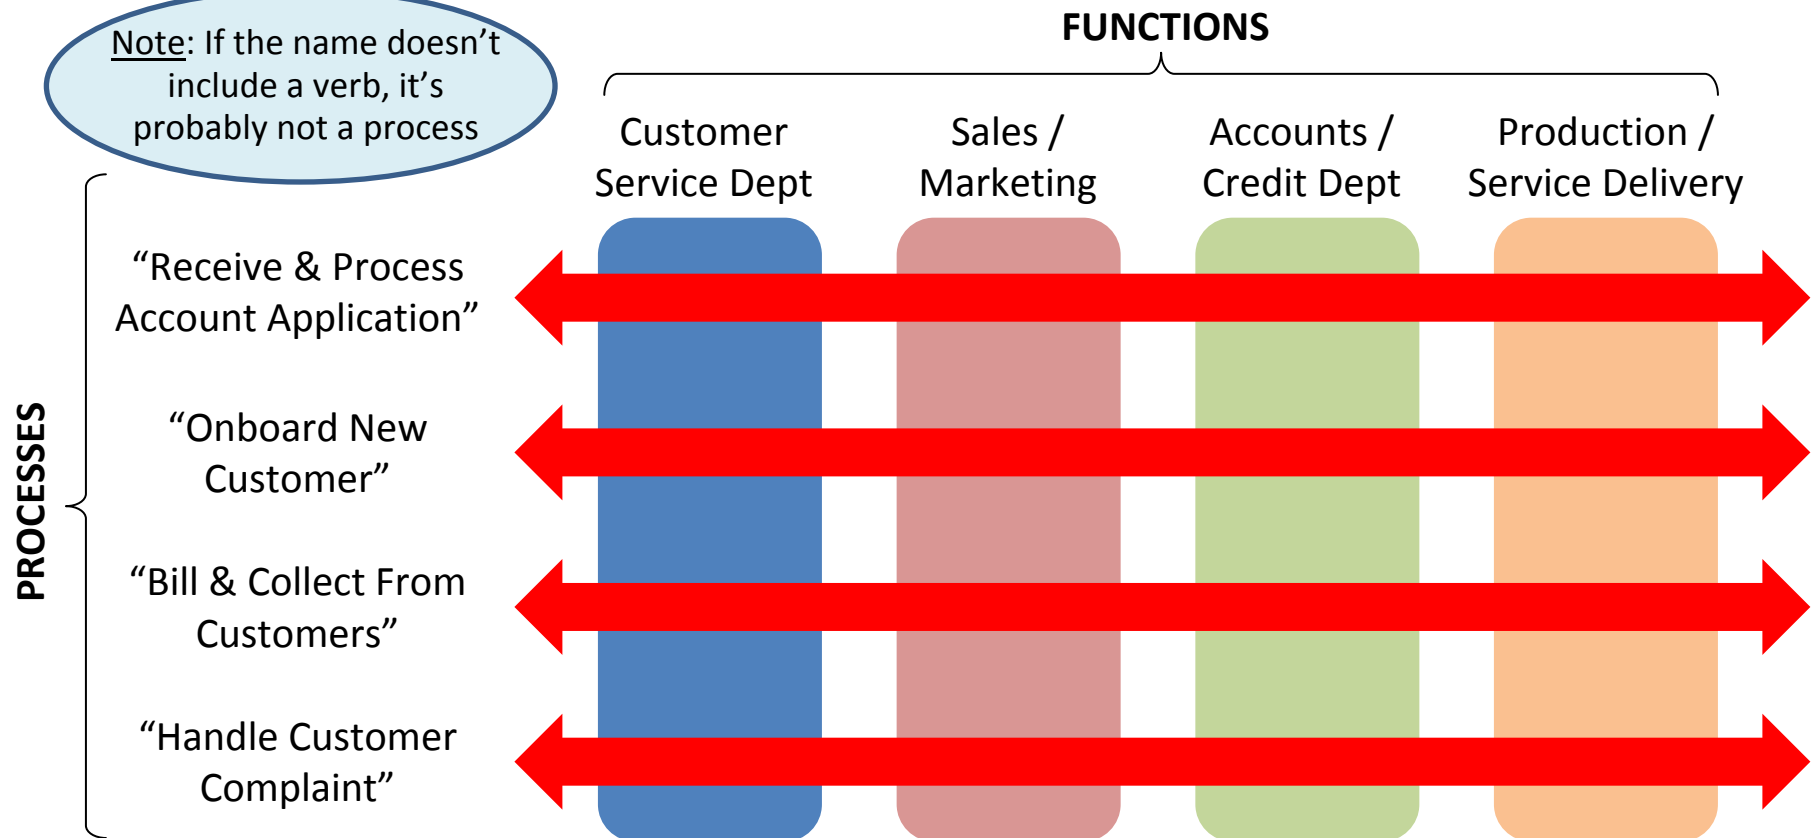 Note: If the name doesn’t
include a verb, it’s
probably not a process
FUNCTIONS
Customer
Service Dept
Sales /
Marketing
Accounts /
Credit Dept
Production /
Service Delivery
PROCESSES
“Receive & Process
Account Application”
“Onboard New
Customer”
“Bill & Collect From
Customers”
“Handle Customer
Complaint”